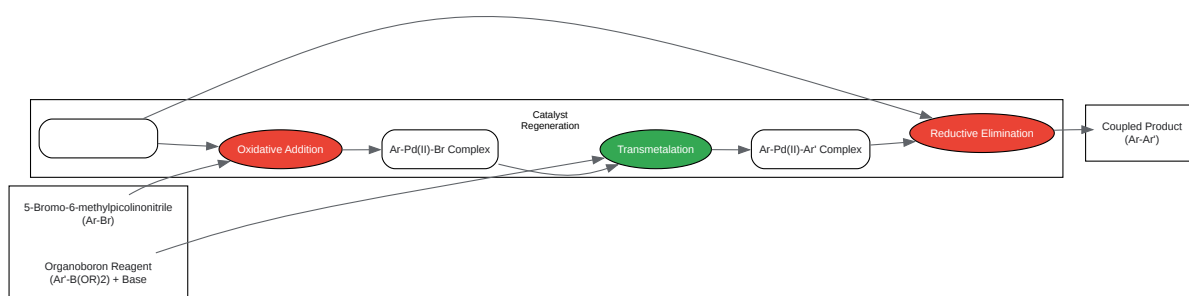 Catalyst
Regeneration
Oxidative Addition
Ar-Pd(II)-Br Complex
Transmetalation
Ar-Pd(II)-Ar' Complex
Reductive Elimination
Coupled Product
(Ar-Ar')
5-Bromo-6-methylpicolinonitrile
(Ar-Br)
Organoboron Reagent
(Ar'-B(OR)2) + Base